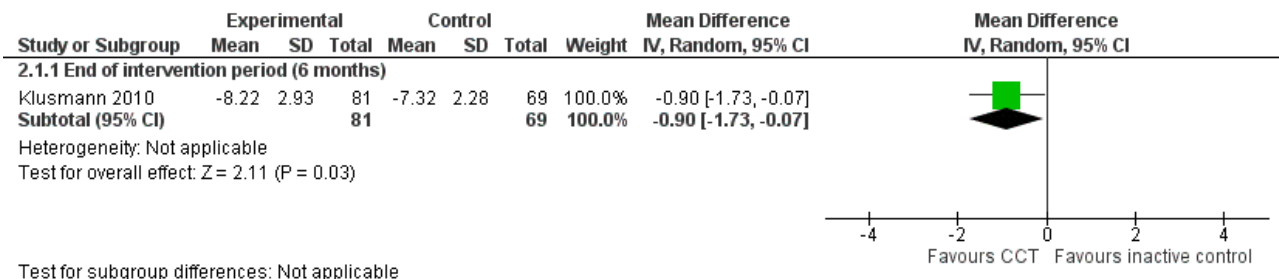 Experimental Control Mean Difference Mean Difference
Study or Subgroup Mean SD Total Mean SD Total Weight IV, Random, 95% CI IV, Random, 95% CI
2.1.1 End of intervention period (6 months)
Klusmann 2010 -8.22 2.93 81 -7.32 2.28 69 100.0% -0.90 [-1.73, -0.07]
Subtotal (95% CI) 81 69 100.0% -0.90 [-1.73, -0.07]
Heterogeneity: Not applicable
Test for overall effect: Z = 2.11 (P = 0.03)
-4 -2 0 2 4
Favours CCT Favours inactive control
Test for subgroup differences: Not applicable